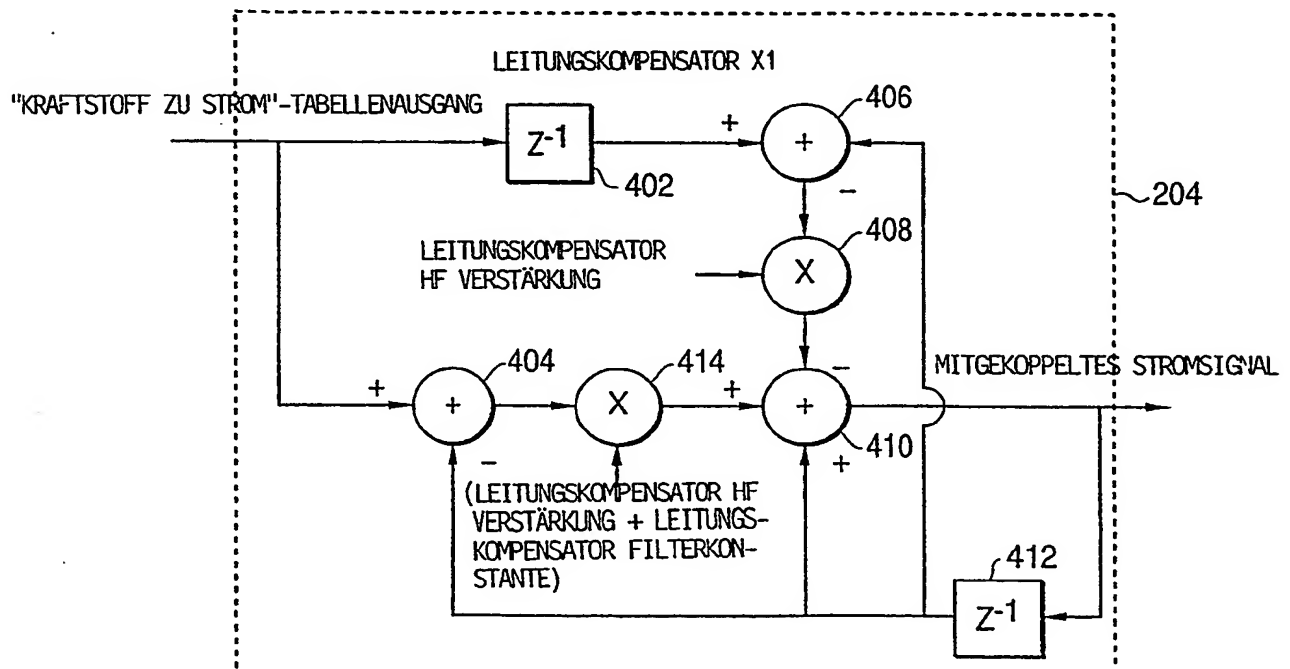 LEITUNGSKOMPENSATOR X1
"KRAFTSTOFF ZU STROM"-TABELLENAUSGANG
406
+
+
Z-1
402
-
204
408
LEITUNGSKOMPENSATOR
HF VERSTÄRKUNG
X
404
414
-
MITGEKOPPELTES STROMSIGNAL
+
+
X
+
+
410
-
+
(LEITUNGSKOMPENSATOR HF
VERSTÄRKUNG + LEITUNGS-
KOMPENSATOR FILTERKON-
STANTE)
412
Z-1